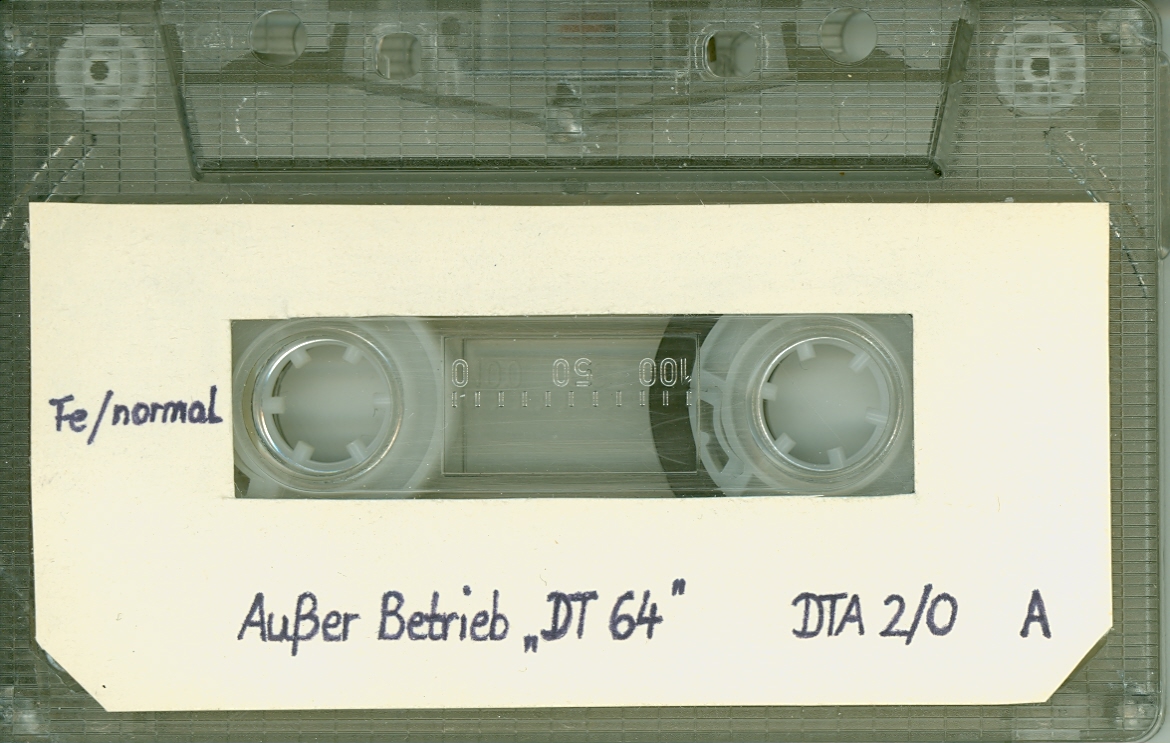 0 50 100
Fe/normal
Außer Betrieb „DT 64" DTA 2/0 A